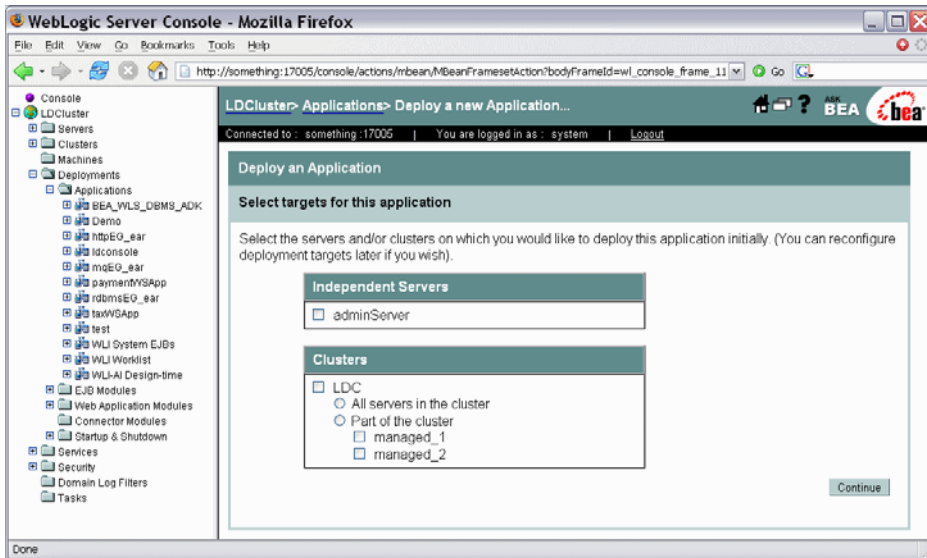 WebLogic Server Console - Mozilla Firefox
File Edit View Go Bookmarks Tools Help
http://something:17005/console/actions/mbean/MBeanFramesetAction?bodyFrameId=wl_console_frame_11 Go
Console
LDCluster
Servers
Clusters
Machines
Deployments
Applications
BEA_WLS_DBMS_ADK
Demo
httpEG_ear
ldconsole
mqEG_ear
paymentWSApp
rdbmsEG_ear
taxWSApp
test
WLI System EJBs
WLI Worklist
WLI-AI Design-time
EJB Modules
Web Application Modules
Connector Modules
Startup & Shutdown
Services
Security
Domain Log Filters
Tasks
LDCluster> Applications> Deploy a new Application...
? ASK BEA bea
Connected to : something :17005 | You are logged in as : system | Logout
Deploy an Application
Select targets for this application
Select the servers and/or clusters on which you would like to deploy this application initially. (You can reconfigure
deployment targets later if you wish).
Independent Servers
adminServer
Clusters
LDC
All servers in the cluster
Part of the cluster
managed_1
managed_2
Continue
Done